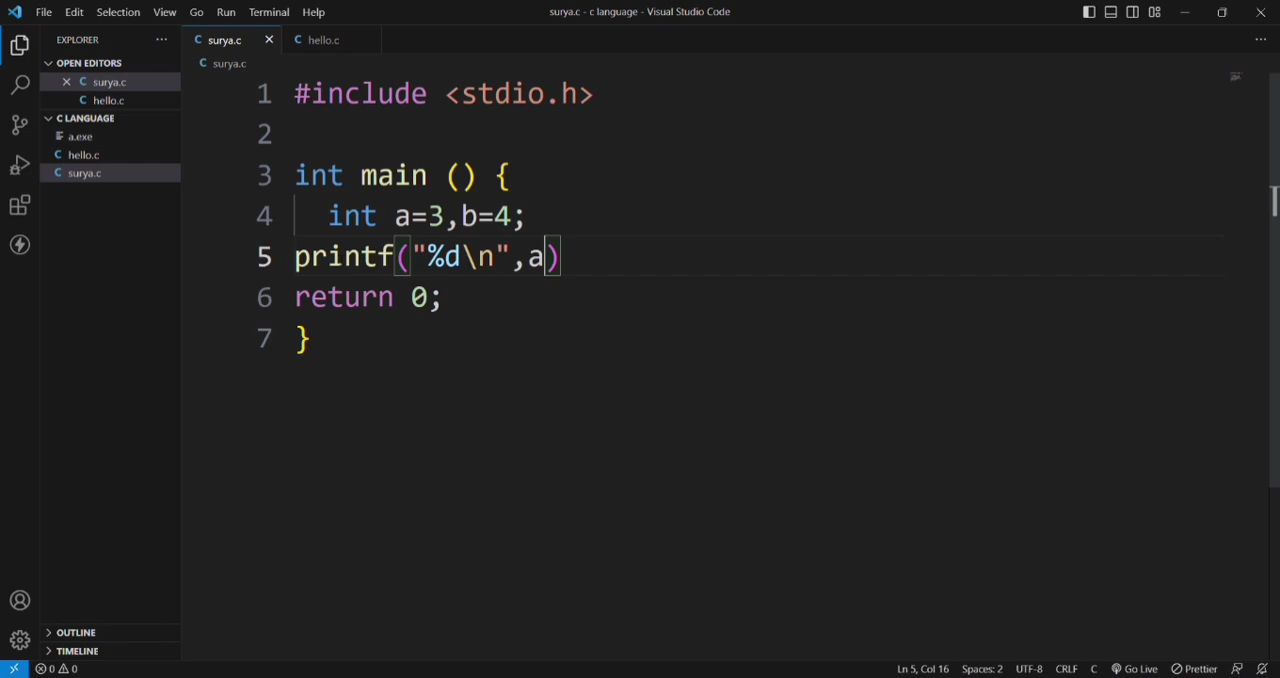 File Edit Selection View Go Run Terminal Help
surya.c - c language - Visual Studio Code
EXPLORER ...
OPEN EDITORS
surya.c
hello.c
C LANGUAGE
a.exe
C hello.c
C surya.c
OUTLINE
TIMELINE
C surya.c
C hello.c
C surya.c
1 #include <stdio.h>
2
3 int main () {
4 int a=3,b=4;
5 printf("%d\n",a)
6 return 0;
7 }
0 0
Ln 5, Col 16 Spaces: 2 UTF-8 CRLF C Go Live Prettier